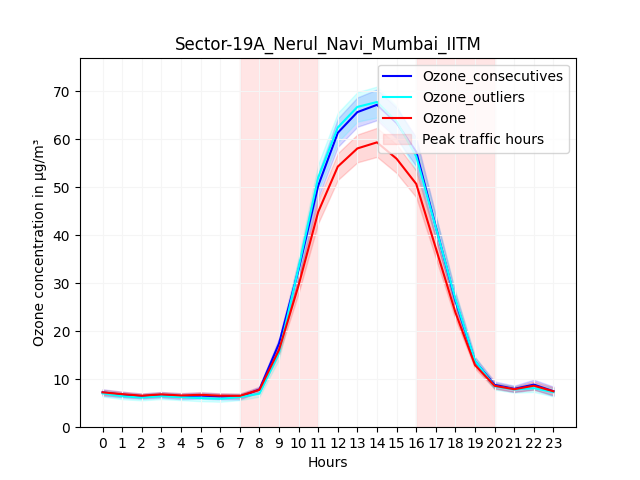 Sector-19A_Nerul_Navi_Mumbai_IITM
Ozone_consecutives
Ozone_outliers
Ozone
Peak traffic hours
Ozone concentration in µg/m³
70
60
50
40
30
20
10
0
0 1 2 3 4 5 6 7 8 9 10 11 12 13 14 15 16 17 18 19 20 21 22 23
Hours